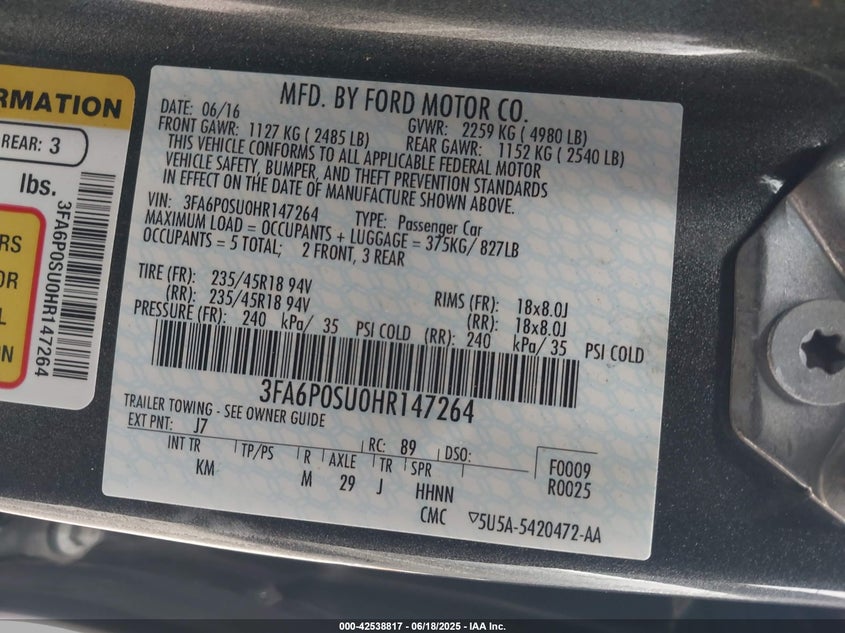 RMATION
REAR: 3
lbs.
RS
OR
L
N
3FA6P0SU0HR147264
MFD. BY FORD MOTOR CO.
DATE: 06/16 GVWR: 2259 KG ( 4980 LB)
FRONT GAWR: 1127 KG ( 2485 LB) REAR GAWR: 1152 KG ( 2540 LB)
THIS VEHICLE CONFORMS TO ALL APPLICABLE FEDERAL MOTOR
VEHICLE SAFETY, BUMPER, AND THEFT PREVENTION STANDARDS
IN EFFECT ON THE DATE OF MANUFACTURE SHOWN ABOVE.
VIN: 3FA6P0SU0HR147264 TYPE: Passenger Car
MAXIMUM LOAD = OCCUPANTS + LUGGAGE = 375KG/ 827LB
OCCUPANTS = 5 TOTAL; 2 FRONT, 3 REAR
TIRE (FR): 235/45R18 94V RIMS (FR): 18x8.0J
(RR): 235/45R18 94V (RR): 18x8.0J
PRESSURE (FR): 240 kPa/ 35 PSI COLD (RR): 240 kPa/ 35 PSI COLD
3FA6P0SU0HR147264
TRAILER TOWING - SEE OWNER GUIDE
EXT PNT: J7 RC: 89 DSO: F0009
INT TR TP/PS R AXLE TR SPR R0025
KM M 29 J HHNN
CMC ▽5U5A-5420472-AA
000-42538817 - 06/18/2025 - IAA Inc.